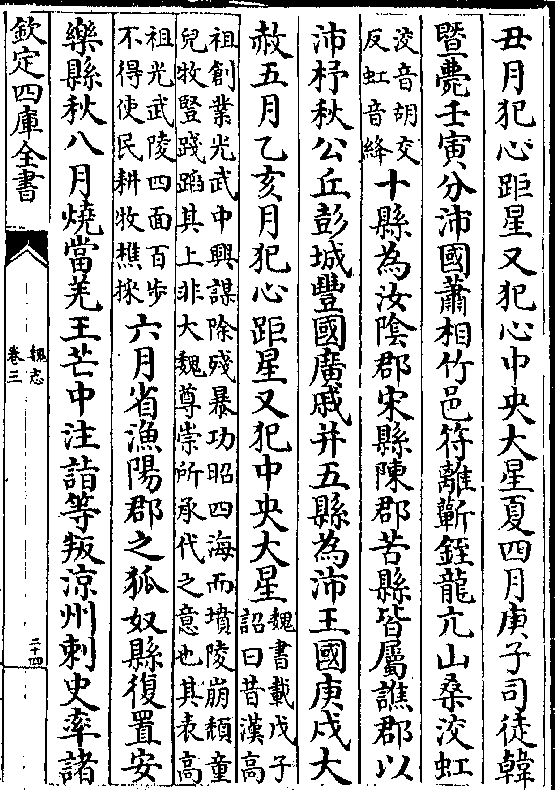 丑月犯心距星又犯心中央大星夏四月庚子司徒韓
暨薨壬寅分沛國蕭相竹邑符離蘄銍龍亢山桑洨虹
洨音胡交
反虹音絳
十縣為汝陰郡宋縣陳郡苦縣皆屬譙郡以
沛杼秋公丘彭城豐國廣戚并五縣為沛王國庚戌大
赦五月乙亥月犯心距星又犯中央大星
魏書載戊子
詔曰昔漢高
祖創業光武中興謀除殘暴功昭四海而墳陵崩頹童
兒牧豎踐蹈其上非大魏尊崇所承代之意也其表高
祖光武陵四面百步
不得使民耕牧樵採
六月省漁陽郡之狐奴縣復置安
樂縣秋八月燒當羌王芒中注詣等叛涼州刺史率諸
欽定四庫全書
魏志
卷三
二十四